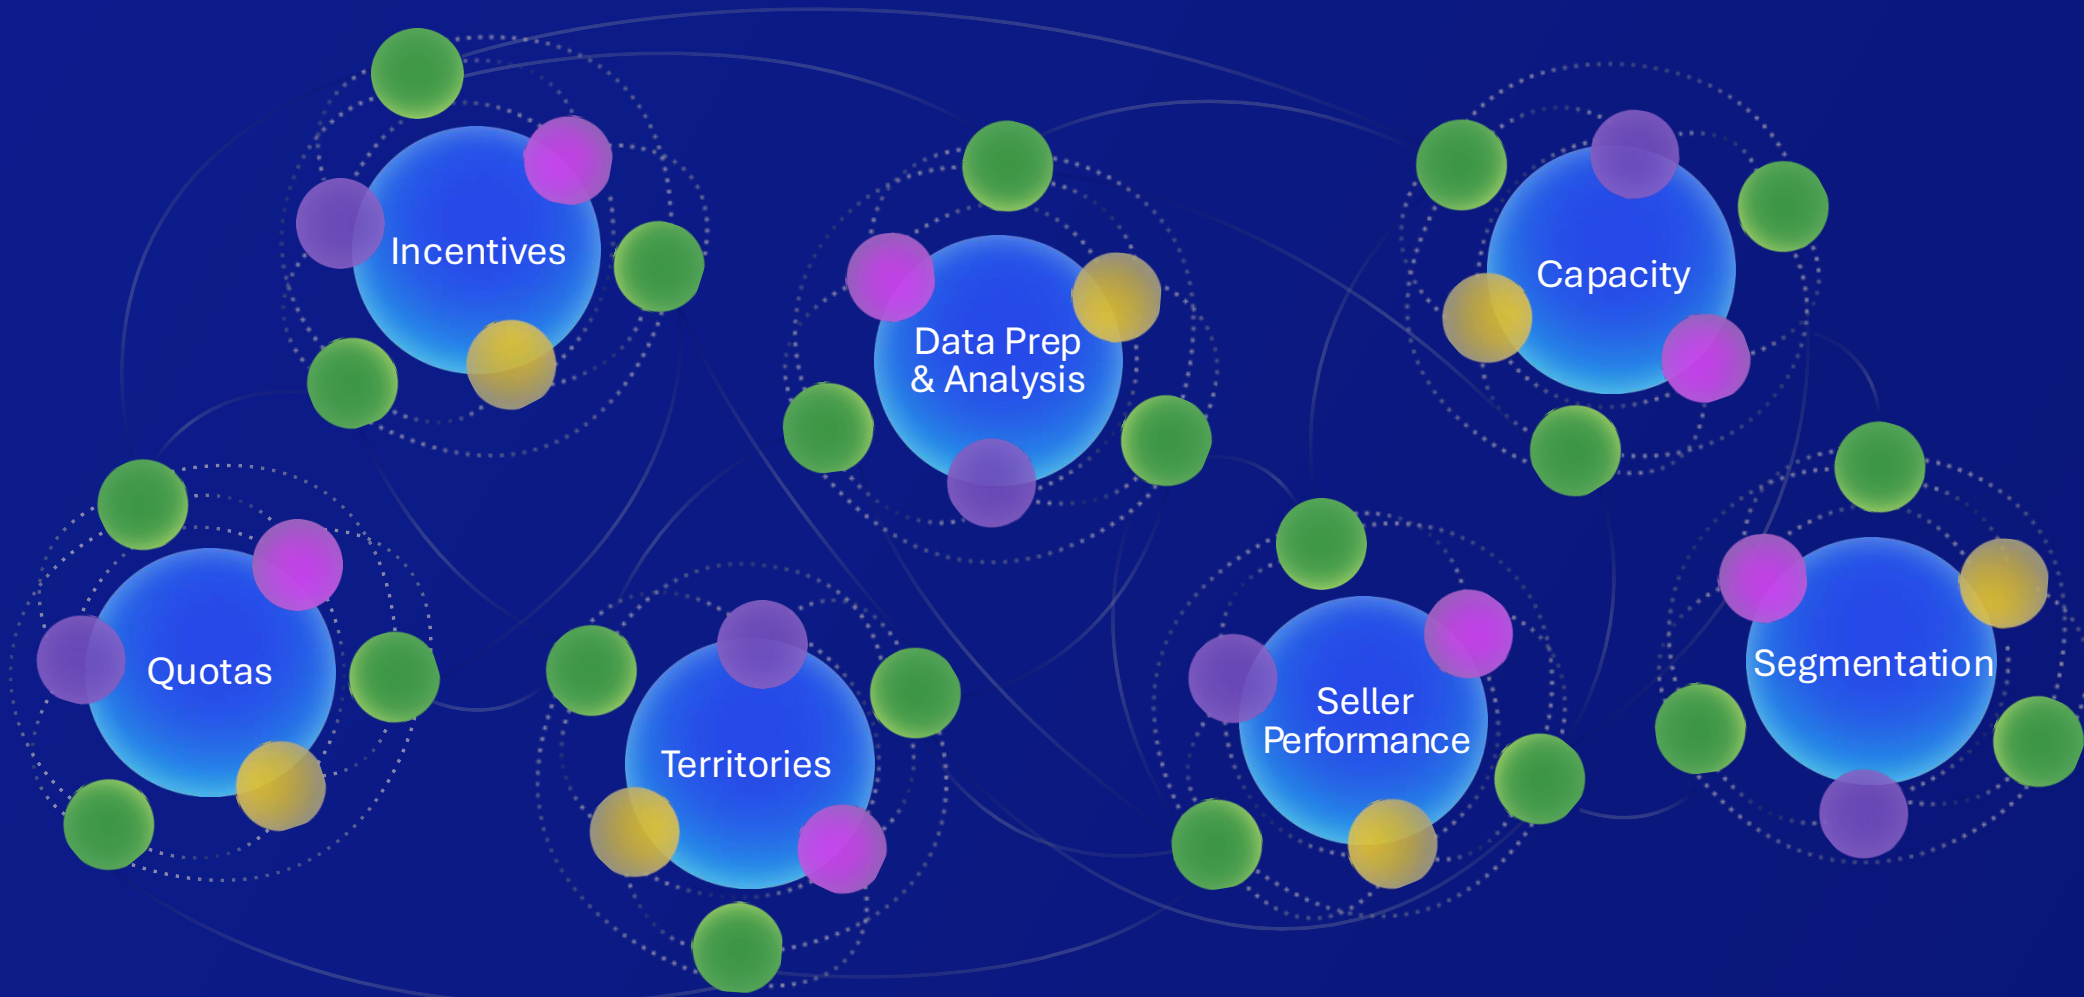 Incentives
Data Prep
& Analysis
Capacity
Quotas
Territories
Seller
Performance
Segmentation